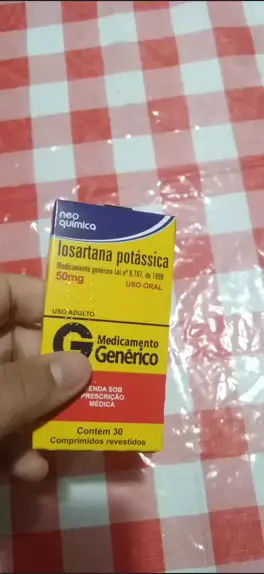 neo
química
losartana potássica
Medicamento genérico Lei nº 9.787, de 1999
50mg
USO ORAL
USO ADULTO
G Medicamento
Genérico
ENDA SOB
PRESCRIÇÃO
MÉDICA
Contém 30
Comprimidos revestidos